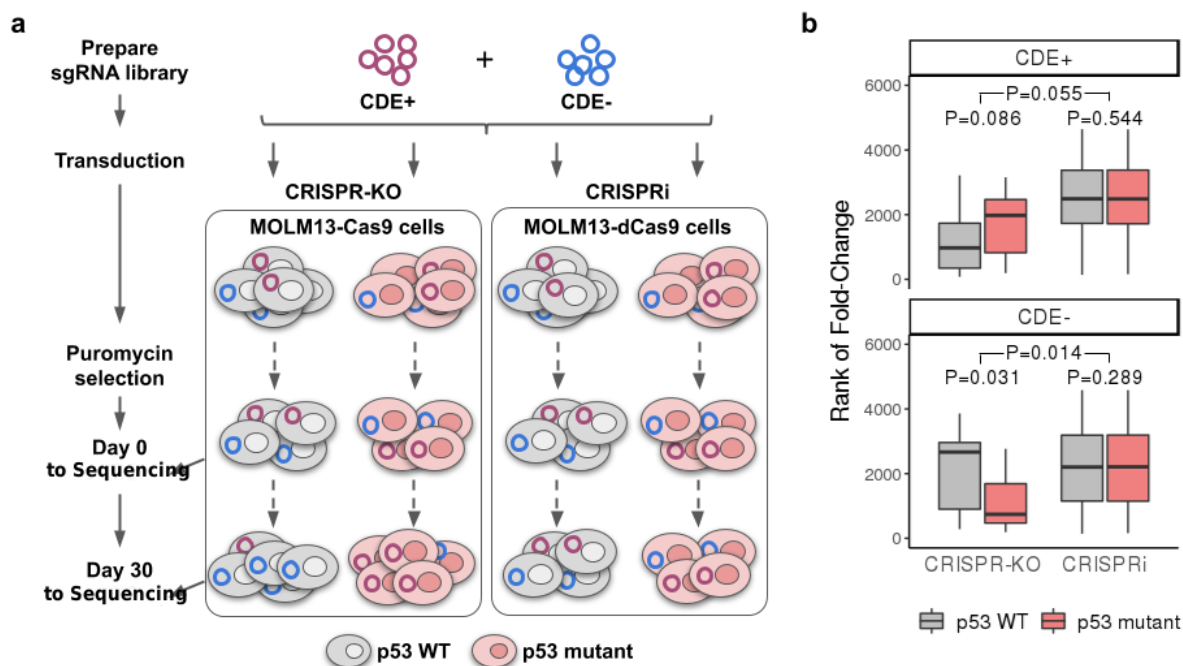 a
Prepare
sgRNA library
+
CDE+
CDE-
Transduction
CRISPR-KO
CRISPRi
MOLM13-Cas9 cells
MOLM13-dCas9 cells
Puromycin
selection
Day 0
to Sequencing
Day 30
to Sequencing
p53 WT
p53 mutant
b
CDE+
6000
4000
2000
0
P=0.055
P=0.086
P=0.544
Rank of Fold-Change
CDE-
6000
4000
2000
0
P=0.014
P=0.031
P=0.289
CRISPR-KO
CRISPRi
p53 WT
p53 mutant